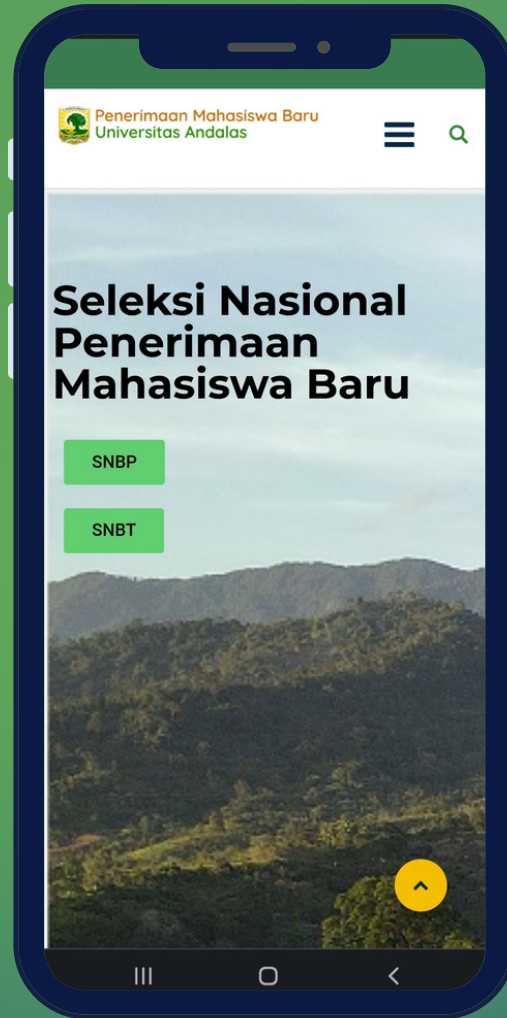 Penerimaan Mahasiswa Baru
Universitas Andalas
Seleksi Nasional
Penerimaan
Mahasiswa Baru
SNBP
SNBT